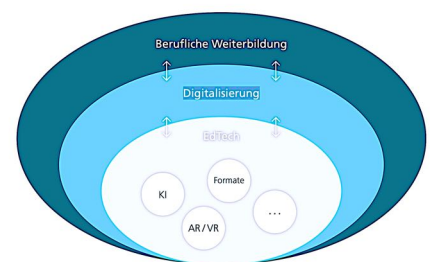 Berufliche Weiterbildung
Digitalisierung
EdTech
Formate
KI
...
AR/VR